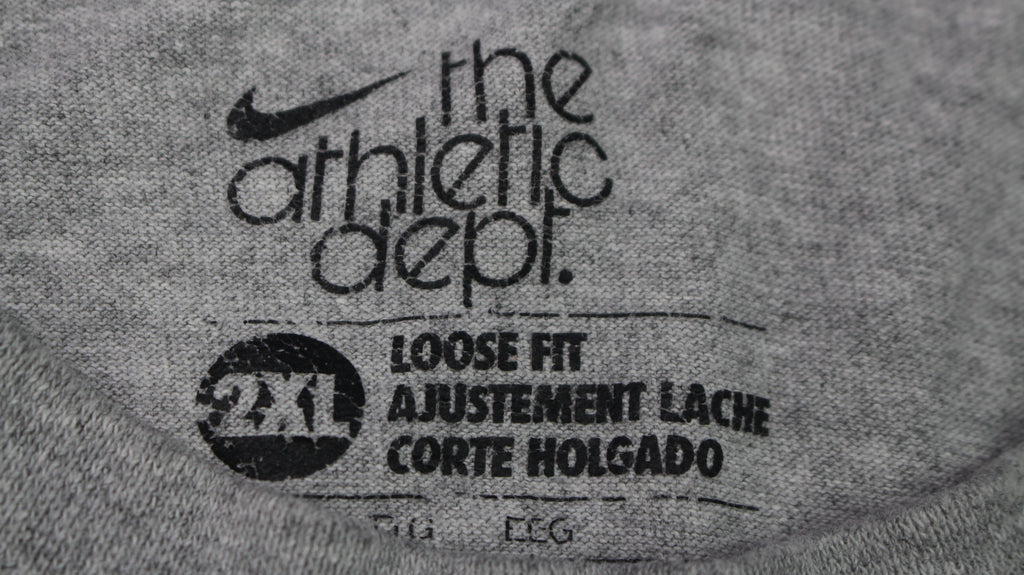 the
athletic
dept.
2XL
LOOSE FIT
AJUSTEMENT LACHE
CORTE HOLGADO
EEG